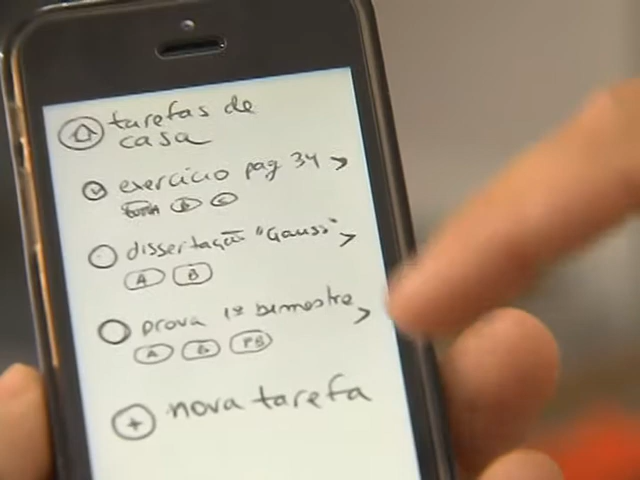 tarefas de
casa
exercício pag 34 >
B C
dissertação "Gauss" >
A B
prova 1º bimestre >
A B PB
+ nova tarefa